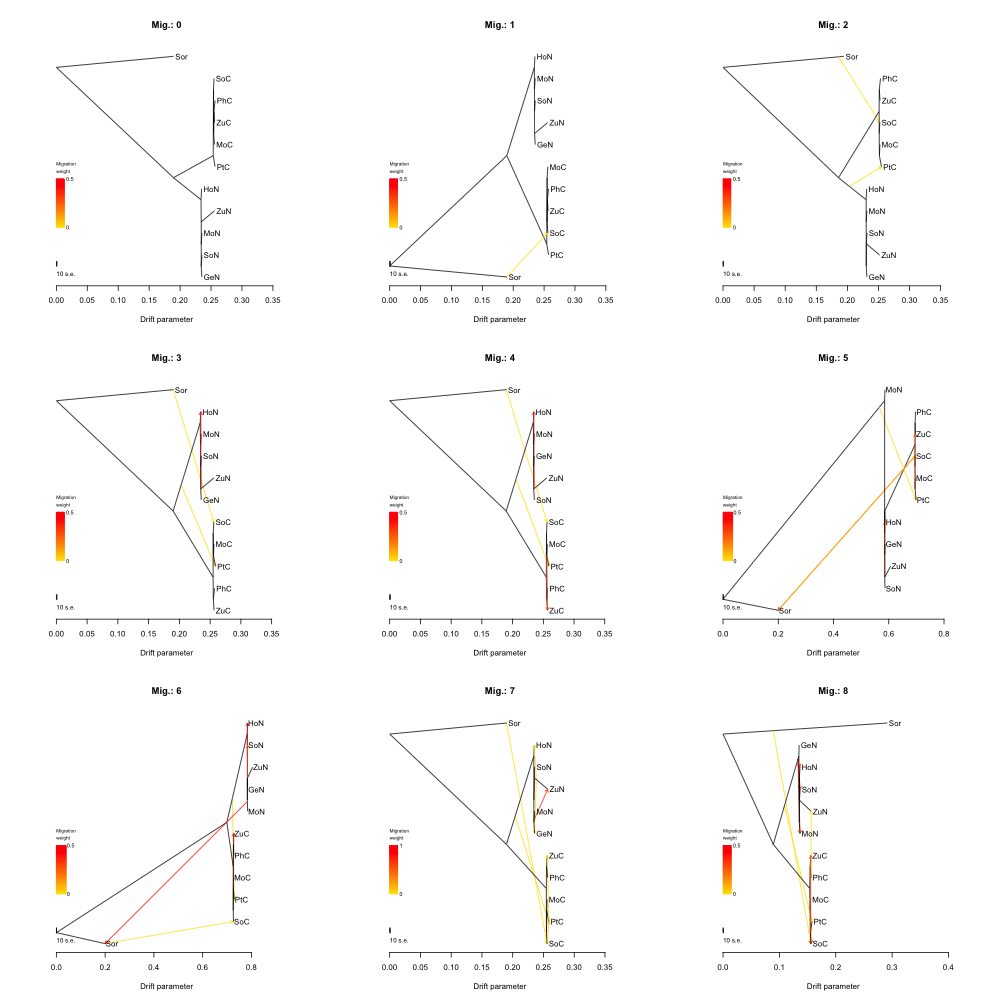 Mig.: 0
Sor
SoC
PhC
ZuC
MoC
PtC
HoN
ZuN
MoN
SoN
GeN
Migration
weight
0.5
0
10 s.e.
0.00 0.05 0.10 0.15 0.20 0.25 0.30 0.35
Drift parameter
Mig.: 1
HoN
MoN
SoN
ZuN
GeN
MoC
PhC
ZuC
SoC
PtC
Sor
Migration
weight
0.5
0
10 s.e.
0.00 0.05 0.10 0.15 0.20 0.25 0.30 0.35
Drift parameter
Mig.: 2
Sor
PhC
ZuC
SoC
MoC
PtC
HoN
MoN
SoN
ZuN
GeN
Migration
weight
0.5
0
10 s.e.
0.00 0.05 0.10 0.15 0.20 0.25 0.30 0.35
Drift parameter
Mig.: 3
Sor
HoN
MoN
SoN
ZuN
GeN
SoC
MoC
PtC
PhC
ZuC
Migration
weight
0.5
0
10 s.e.
0.00 0.05 0.10 0.15 0.20 0.25 0.30 0.35
Drift parameter
Mig.: 4
Sor
HoN
MoN
GeN
ZuN
SoN
SoC
MoC
PtC
PhC
ZuC
Migration
weight
0.5
0
10 s.e.
0.00 0.05 0.10 0.15 0.20 0.25 0.30 0.35
Drift parameter
Mig.: 5
MoN
PhC
ZuC
SoC
MoC
PtC
HoN
GeN
ZuN
SoN
Sor
Migration
weight
0.5
0
10 s.e.
0.0 0.2 0.4 0.6 0.8
Drift parameter
Mig.: 6
HoN
SoN
ZuN
GeN
MoN
ZuC
PhC
MoC
PtC
SoC
Sor
Migration
weight
0.5
0
10 s.e.
0.0 0.2 0.4 0.6 0.8
Drift parameter
Mig.: 7
Sor
HoN
SoN
ZuN
MoN
GeN
ZuC
PhC
MoC
PtC
SoC
Migration
weight
1
0
10 s.e.
0.00 0.05 0.10 0.15 0.20 0.25 0.30 0.35
Drift parameter
Mig.: 8
Sor
GeN
HoN
SoN
ZuN
MoN
ZuC
PhC
MoC
PtC
SoC
Migration
weight
0.5
0
10 s.e.
0.0 0.1 0.2 0.3 0.4
Drift parameter